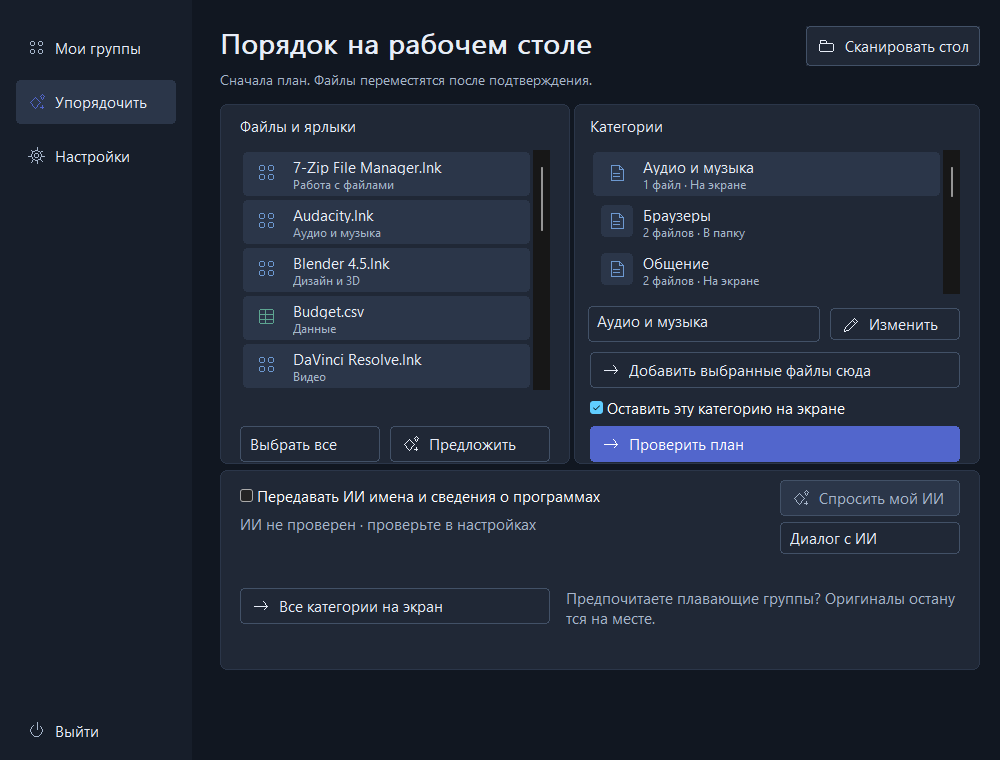 Мои группы
Упорядочить
Настройки
Выйти
Порядок на рабочем столе
Сначала план. Файлы переместятся после подтверждения.
Сканировать стол
Файлы и ярлыки
7-Zip File Manager.lnk
Работа с файлами
Audacity.lnk
Аудио и музыка
Blender 4.5.lnk
Дизайн и 3D
Budget.csv
Данные
DaVinci Resolve.lnk
Видео
Выбрать все
Предложить
Категории
Аудио и музыка
1 файл · На экране
Браузеры
2 файлов · В папку
Общение
2 файлов · На экране
Аудио и музыка
Изменить
Добавить выбранные файлы сюда
Оставить эту категорию на экране
Проверить план
Передавать ИИ имена и сведения о программах
ИИ не проверен · проверьте в настройках
Спросить мой ИИ
Диалог с ИИ
Все категории на экран
Предпочитаете плавающие группы? Оригиналы остану
тся на месте.